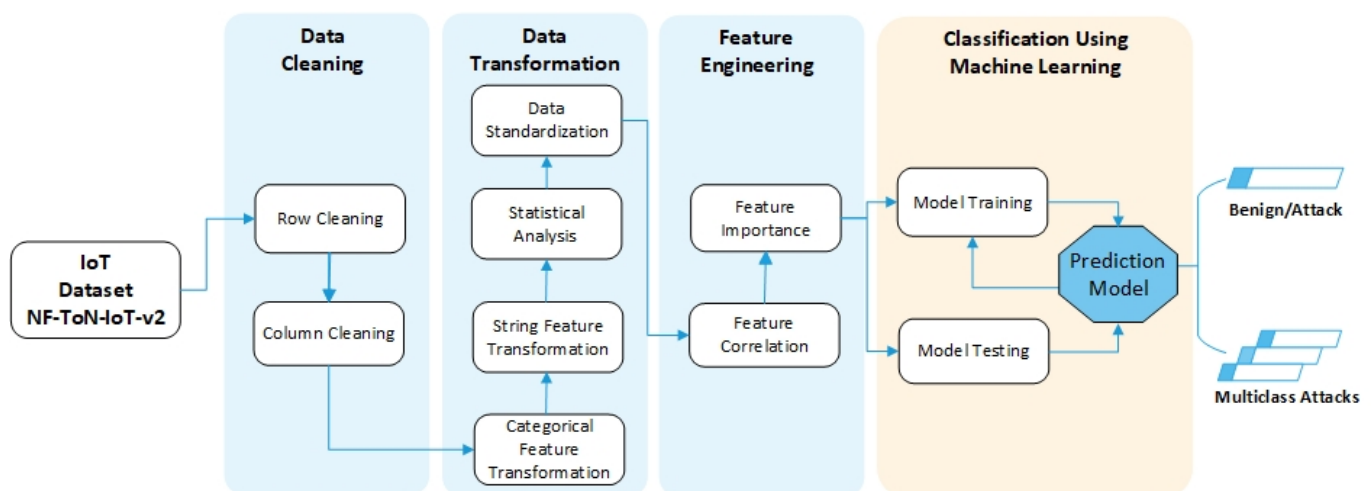 Data
Cleaning
Data
Transformation
Feature
Engineering
Classification Using
Machine Learning
IoT
Dataset
NF-ToN-IoT-v2
Row Cleaning
Column Cleaning
Data
Standardization
Statistical
Analysis
String Feature
Transformation
Categorical
Feature
Transformation
Feature
Importance
Feature
Correlation
Model Training
Model Testing
Prediction
Model
Benign/Attack
Multiclass Attacks